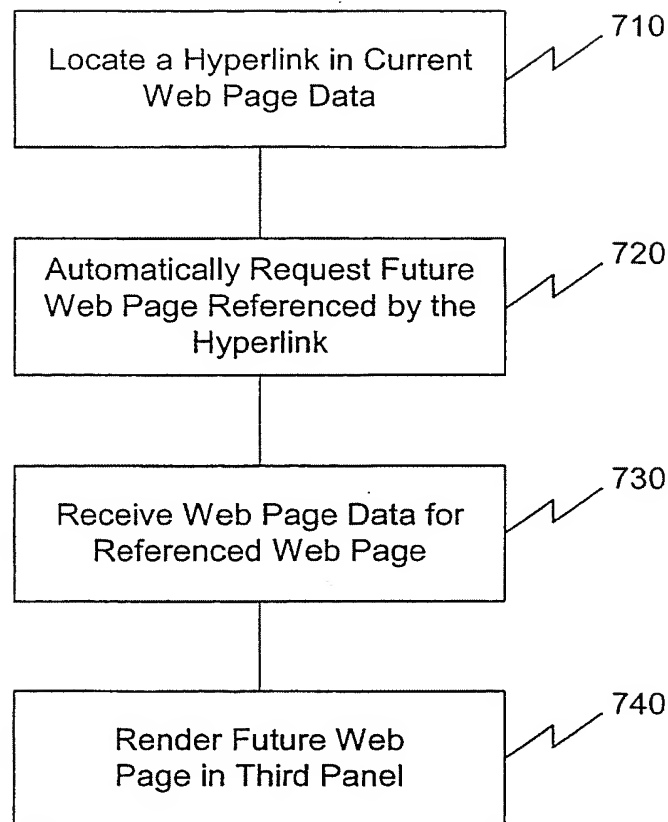 Locate a Hyperlink in Current
Web Page Data
710
Automatically Request Future
Web Page Referenced by the
Hyperlink
720
Receive Web Page Data for
Referenced Web Page
730
Render Future Web
Page in Third Panel
740